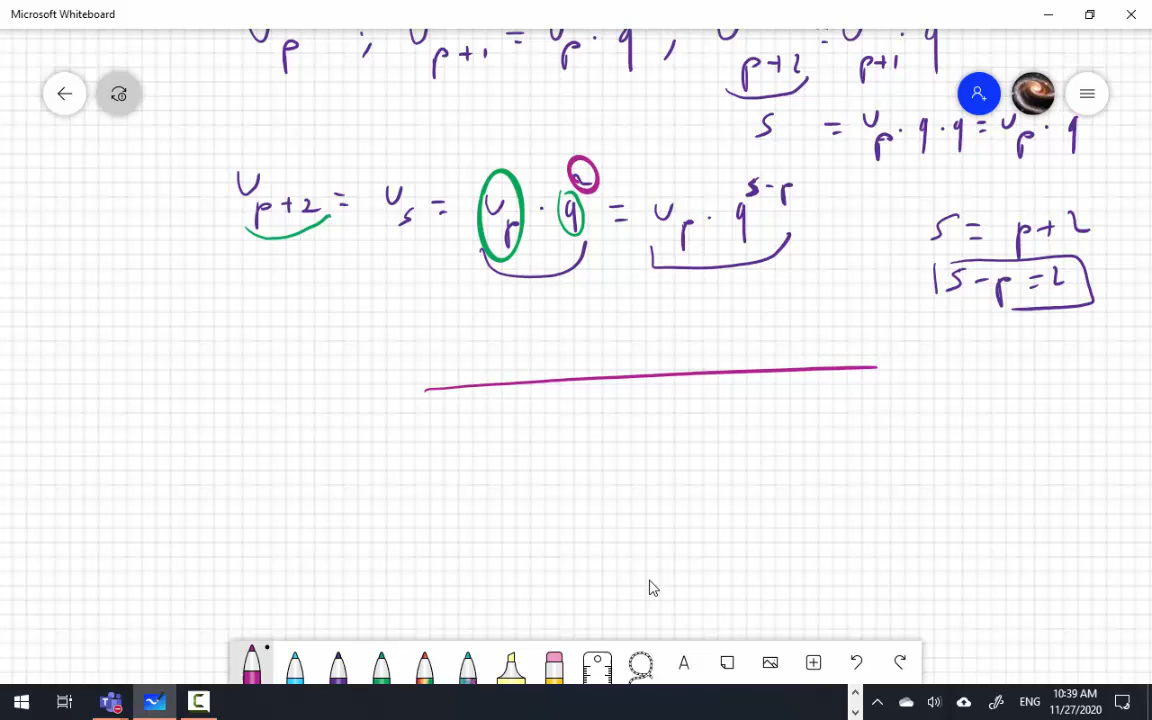 Microsoft Whiteboard
U_p ; U_{p+1} = U_p · q , U_{p+2} = U_{p+1} · q
s = U_p · q · q = U_p · q
U_{p+2} = U_s = U_p · q^2 = U_p · q^{s-p}
s = p+2
s-p = 2
A
ENG
10:39 AM
11/27/2020